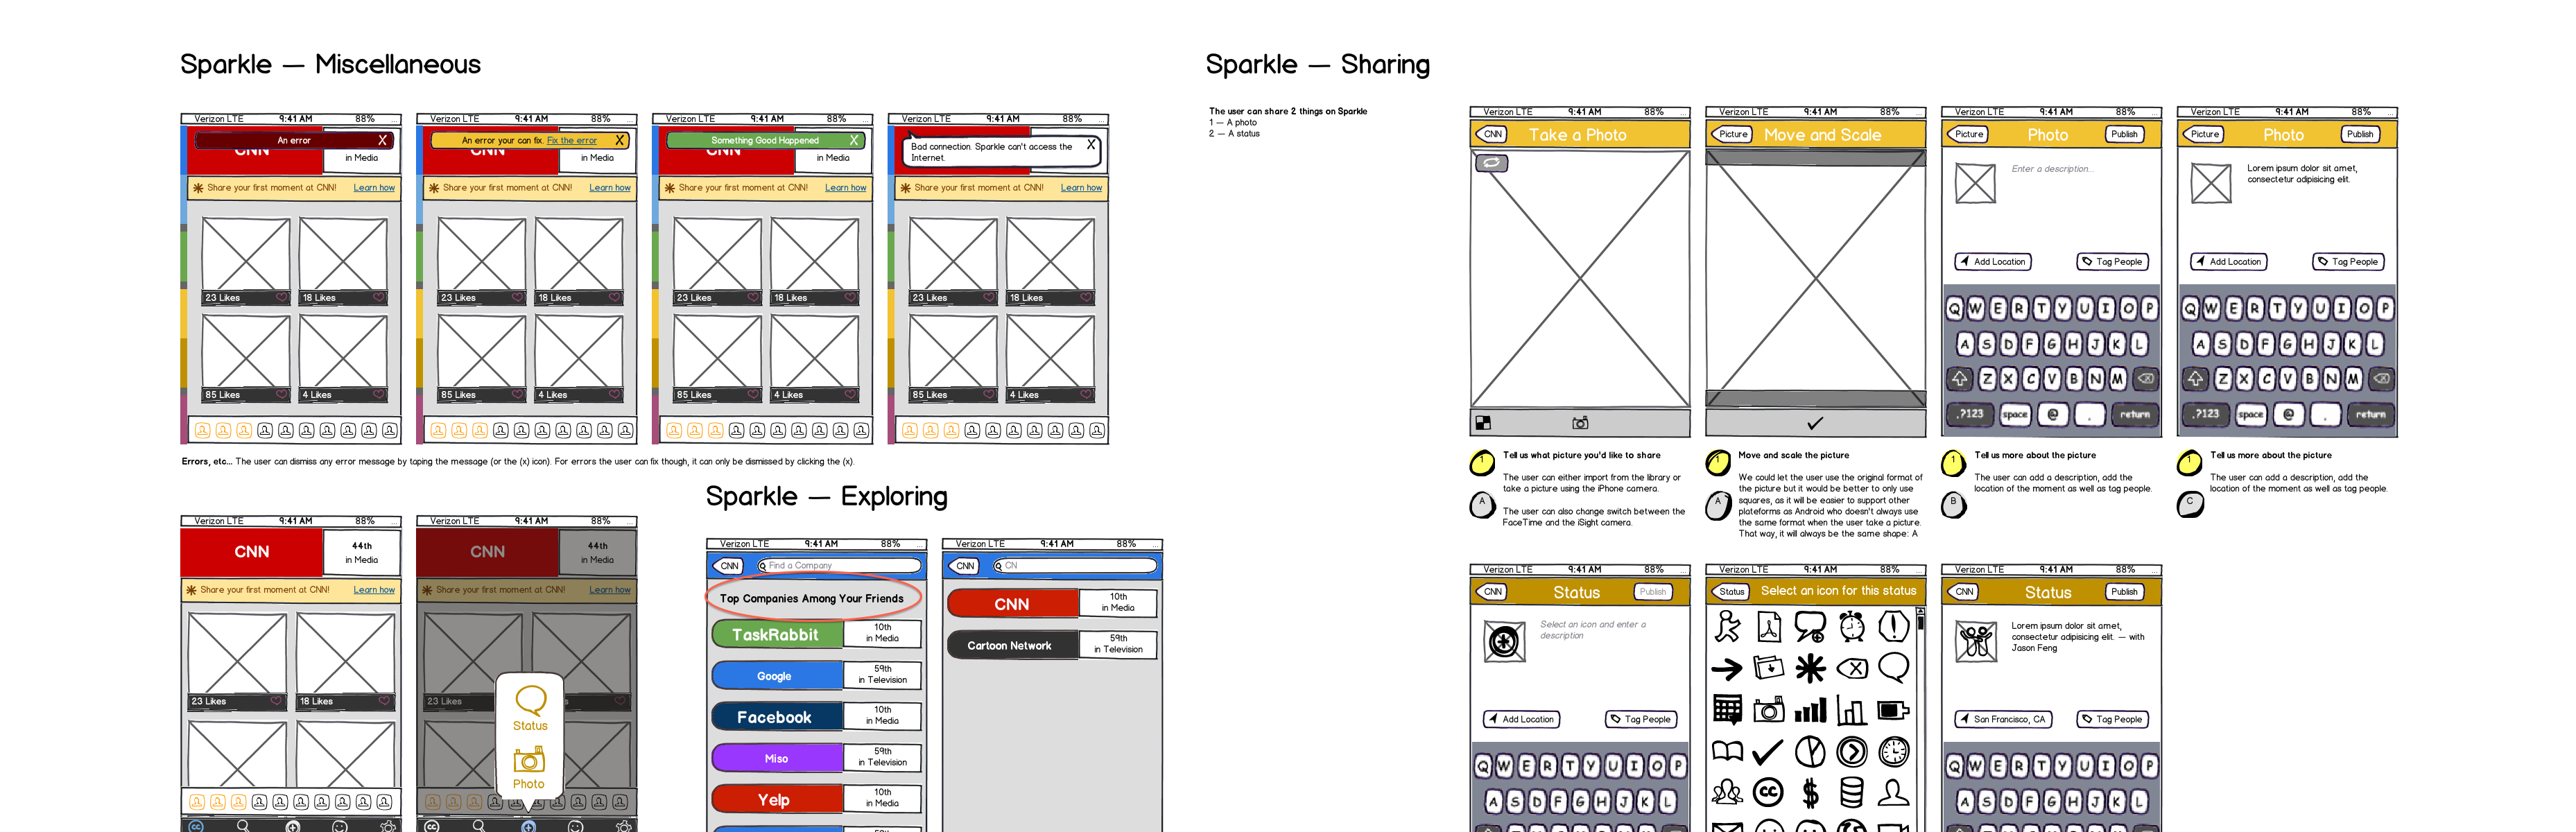 Sparkle — Miscellaneous
Verizon LTE 9:41 AM 88% ...
An error X
CNN
in Media
Share your first moment at CNN! Learn how
23 Likes
18 Likes
85 Likes
4 Likes
Verizon LTE 9:41 AM 88% ...
An error your can fix. Fix the error X
CNN
in Media
Share your first moment at CNN! Learn how
23 Likes
18 Likes
85 Likes
4 Likes
Verizon LTE 9:41 AM 88% ...
Something Good Happened X
CNN
in Media
Share your first moment at CNN! Learn how
23 Likes
18 Likes
85 Likes
4 Likes
Verizon LTE 9:41 AM 88% ...
Bad connection. Sparkle can't access the X
Internet.
Share your first moment at CNN! Learn how
23 Likes
18 Likes
85 Likes
4 Likes
Errors, etc... The user can dismiss any error message by taping the message (or the (x) icon). For errors the user can fix though, it can only be dismissed by clicking the (x).
Verizon LTE 9:41 AM 88% ...
CNN
44th
in Media
Share your first moment at CNN! Learn how
23 Likes
18 Likes
Verizon LTE 9:41 AM 88% ...
CNN
44th
in Media
Share your first moment at CNN! Learn how
23 Likes
Likes
Status
Photo
Sparkle — Exploring
Verizon LTE 9:41 AM 88% ...
CNN
Find a Company
Top Companies Among Your Friends
TaskRabbit
10th
in Media
Google
59th
in Television
Facebook
10th
in Media
Miso
59th
in Television
Yelp
10th
in Media
Verizon LTE 9:41 AM 88% ...
CNN
CN
CNN
10th
in Media
Cartoon Network
59th
in Television
Sparkle — Sharing
The user can share 2 things on Sparkle
1 — A photo
2 — A status
Verizon LTE 9:41 AM 88% ...
CNN Take a Photo
1
A
Tell us what picture you'd like to share
The user can either import from the library or
take a picture using the iPhone camera.
The user can also change switch between the
FaceTime and the iSight camera.
Verizon LTE 9:41 AM 88% ...
Picture Move and Scale
1
A
Move and scale the picture
We could let the user use the original format of
the picture but it would be better to only use
squares, as it will be easier to support other
plateforms as Android who doesn't always use
the same format when the user take a picture.
That way, it will always be the same shape: A
Verizon LTE 9:41 AM 88% ...
Picture Photo Publish
Enter a description...
Add Location Tag People
Q W E R T Y U I O P
A S D F G H J K L
Z X C V B N M
.?123 space @ . return
1
B
Tell us more about the picture
The user can add a description, add the
location of the moment as well as tag people.
Verizon LTE 9:41 AM 88% ...
Picture Photo Publish
Lorem ipsum dolor sit amet,
consectetur adipisicing elit.
Add Location Tag People
Q W E R T Y U I O P
A S D F G H J K L
Z X C V B N M
.?123 space @ . return
1
C
Tell us more about the picture
The user can add a description, add the
location of the moment as well as tag people.
Verizon LTE 9:41 AM 88% ...
CNN Status Publish
Select an icon and enter a
description
Add Location Tag People
Q W E R T Y U I O P
A S D F G H J K L
Verizon LTE 9:41 AM 88% ...
Status Select an icon for this status
Verizon LTE 9:41 AM 88% ...
CNN Status Publish
Lorem ipsum dolor sit amet,
consectetur adipisicing elit. — with
Jason Feng
San Francisco, CA Tag People
Q W E R T Y U I O P
A S D F G H J K L